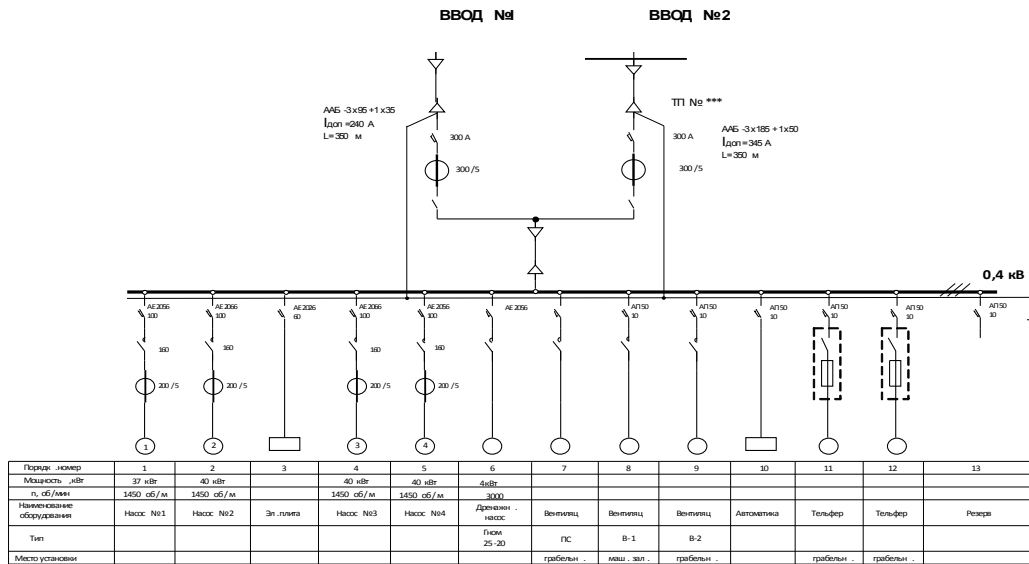 ВВОД №1 ВВОД №2
ААБ -3х95 +1х35
Iдоп =240 А
L=350 м
ТП № ***
300 А
300 /5
300 А
300 /5
ААБ -3х185 +1х50
Iдоп =345 А
L=350 м
0,4 кВ
АЕ2056 АЕ2066 АЕ2026 АЕ2066 АЕ2056 АЕ2056 АП50 АП50 АП50 АП50 АП50 АП50
100 100 60 100 100 10 10 10 10 10 10
160 160 160 160
200 /5 200 /5 200 /5 200 /5
1 2 3 4
Порядк .номер 1 2 3 4 5 6 7 8 9 10 11 12 13
Мощность ,кВт 37 кВт 40 кВт 40 кВт 40 кВт 4кВт
n, об/мин 1450 об/м 1450 об/м 1450 об/м 1450 об/м 3000
Наименование оборудования Насос №1 Насос №2 Эл .плита Насос №3 Насос №4 Дренажн . насос Вентиляц Вентиляц Вентиляц Автоматика Тельфер Тельфер Резерв
Тип Гном 25 -20 ПС В-1 В-2
Место установки грабельн . маш . зал . грабельн . грабельн . грабельн .